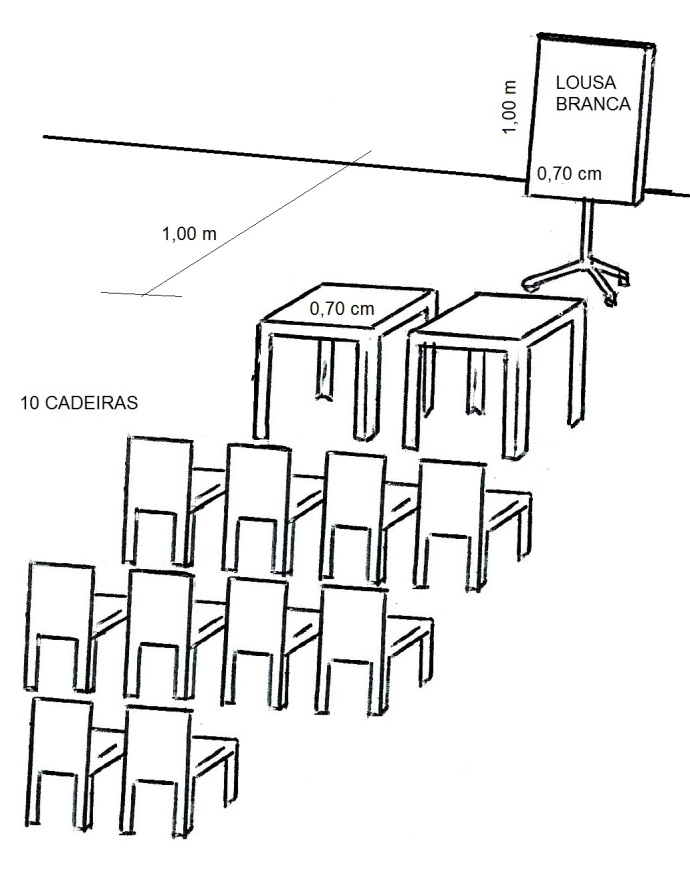 LOUSA
BRANCA
1,00 m
0,70 cm
1,00 m
0,70 cm
10 CADEIRAS